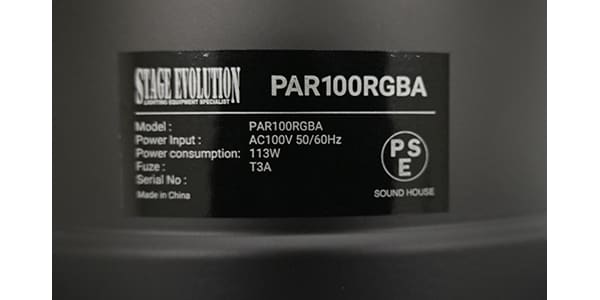 STAGE EVOLUTION
LIGHTING EQUIPMENT SPECIALIST
PAR100RGBA
Model : PAR100RGBA
Power Input : AC100V 50/60Hz
Power consumption: 113W
Fuze : T3A
Serial No :
Made in China
PS
E
SOUND HOUSE